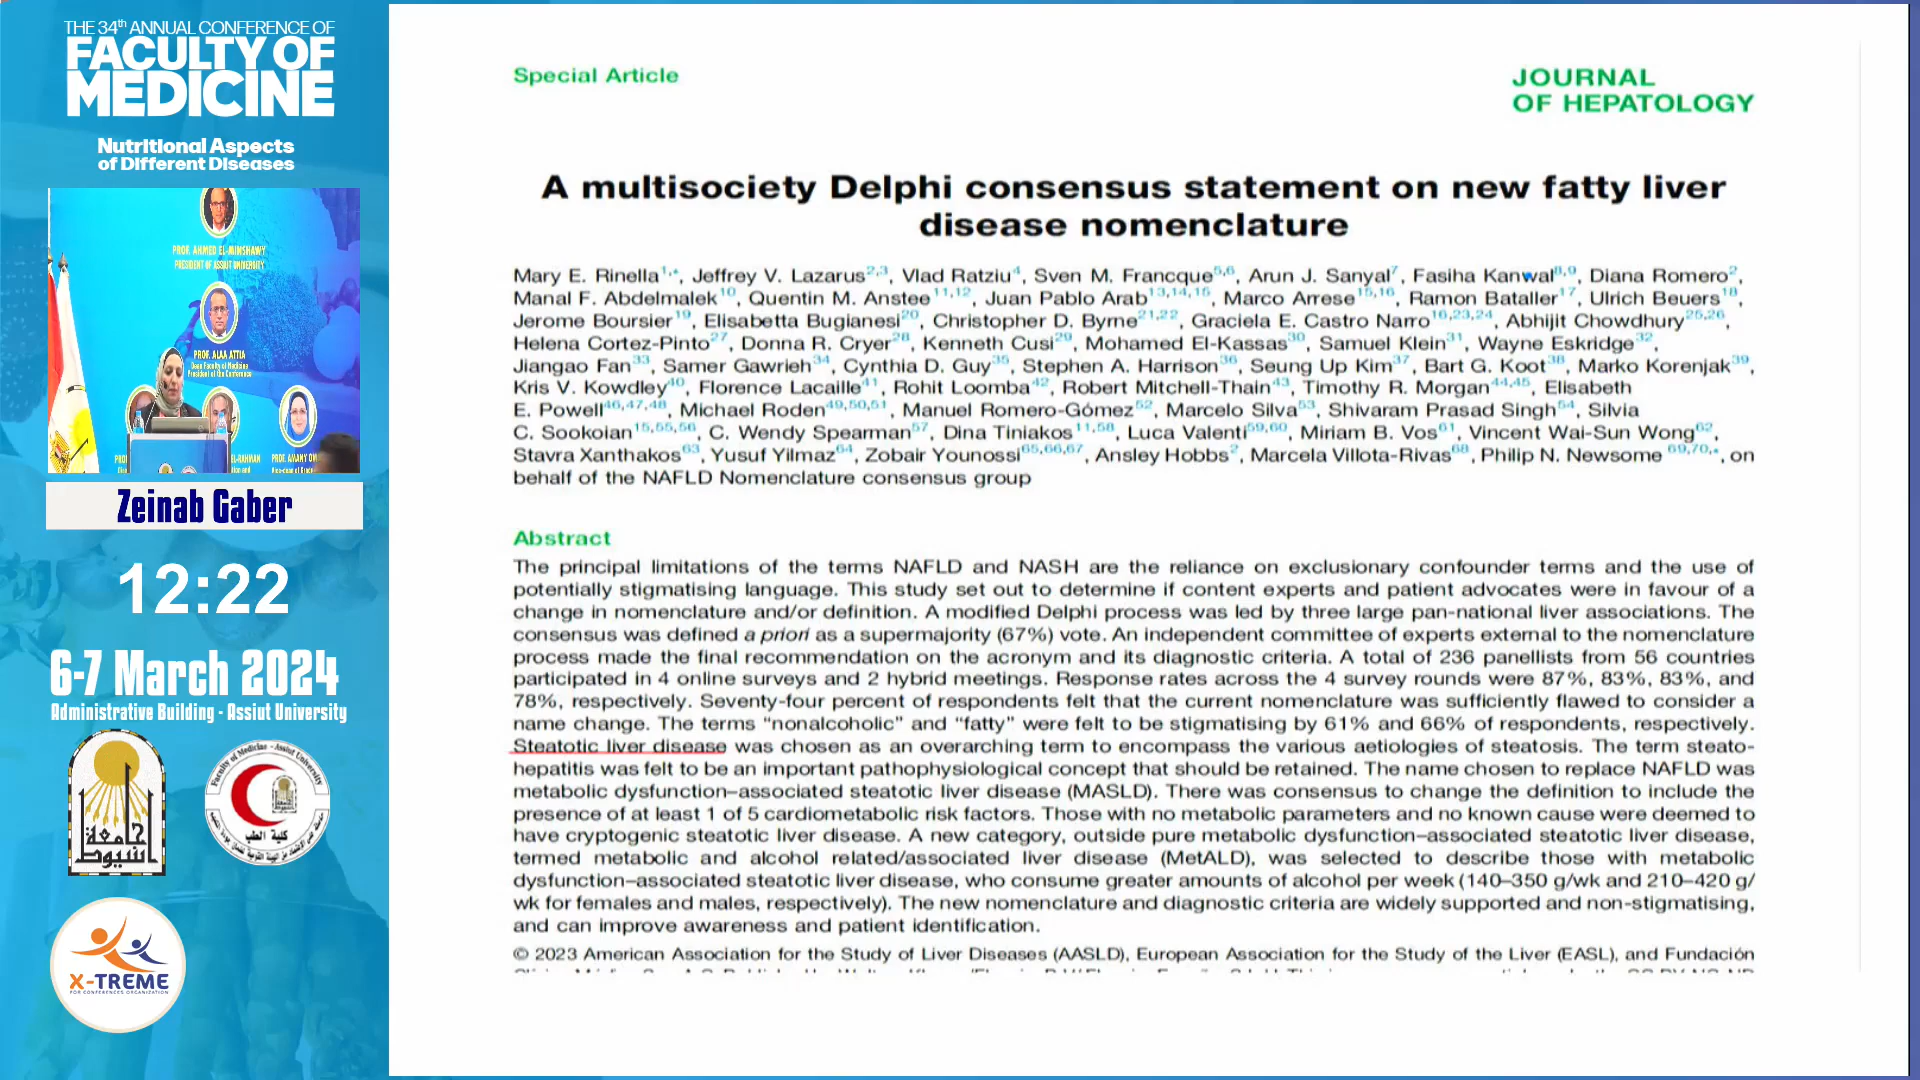 THE 34th ANNUAL CONFERENCE OF
FACULTY OF
MEDICINE
Nutritional Aspects
of Different Diseases
PROF. AHMED EL-MINSHAWY
PRESIDENT OF ASSIUT UNIVERSITY
PROF. ALAA ATTIA
Dean Faculty of Medicine
President of the Conference
Zeinab Gaber
12:22
6-7 March 2024
Administrative Building - Assiut University
جامعة
أسيوط
Faculty of Medicine - Assiut University
كلية الطب
X-TREME
FOR CONFERENCES ORGANIZATION
Special Article
JOURNAL
OF HEPATOLOGY
A multisociety Delphi consensus statement on new fatty liver
disease nomenclature
Mary E. Rinella1,*, Jeffrey V. Lazarus2,3, Vlad Ratziu4, Sven M. Francque5,6, Arun J. Sanyal7, Fasiha Kanwal8,9, Diana Romero2,
Manal F. Abdelmalek10, Quentin M. Anstee11,12, Juan Pablo Arab13,14,15, Marco Arrese15,16, Ramon Bataller17, Ulrich Beuers18,
Jerome Boursier19, Elisabetta Bugianesi20, Christopher D. Byrne21,22, Graciela E. Castro Narro16,23,24, Abhijit Chowdhury25,26,
Helena Cortez-Pinto27, Donna R. Cryer28, Kenneth Cusi29, Mohamed El-Kassas30, Samuel Klein31, Wayne Eskridge32,
Jiangao Fan33, Samer Gawrieh34, Cynthia D. Guy35, Stephen A. Harrison36, Seung Up Kim37, Bart G. Koot38, Marko Korenjak39,
Kris V. Kowdley40, Florence Lacaille41, Rohit Loomba42, Robert Mitchell-Thain43, Timothy R. Morgan44,45, Elisabeth
E. Powell46,47,48, Michael Roden49,50,51, Manuel Romero-Gómez52, Marcelo Silva53, Shivaram Prasad Singh54, Silvia
C. Sookoian15,55,56, C. Wendy Spearman57, Dina Tiniakos11,58, Luca Valenti59,60, Miriam B. Vos61, Vincent Wai-Sun Wong62,
Stavra Xanthakos63, Yusuf Yilmaz64, Zobair Younossi65,66,67, Ansley Hobbs2, Marcela Villota-Rivas68, Philip N. Newsome 69,70,*, on
behalf of the NAFLD Nomenclature consensus group
Abstract
The principal limitations of the terms NAFLD and NASH are the reliance on exclusionary confounder terms and the use of
potentially stigmatising language. This study set out to determine if content experts and patient advocates were in favour of a
change in nomenclature and/or definition. A modified Delphi process was led by three large pan-national liver associations. The
consensus was defined a priori as a supermajority (67%) vote. An independent committee of experts external to the nomenclature
process made the final recommendation on the acronym and its diagnostic criteria. A total of 236 panellists from 56 countries
participated in 4 online surveys and 2 hybrid meetings. Response rates across the 4 survey rounds were 87%, 83%, 83%, and
78%, respectively. Seventy-four percent of respondents felt that the current nomenclature was sufficiently flawed to consider a
name change. The terms “nonalcoholic” and “fatty” were felt to be stigmatising by 61% and 66% of respondents, respectively.
Steatotic liver disease was chosen as an overarching term to encompass the various aetiologies of steatosis. The term steato-
hepatitis was felt to be an important pathophysiological concept that should be retained. The name chosen to replace NAFLD was
metabolic dysfunction–associated steatotic liver disease (MASLD). There was consensus to change the definition to include the
presence of at least 1 of 5 cardiometabolic risk factors. Those with no metabolic parameters and no known cause were deemed to
have cryptogenic steatotic liver disease. A new category, outside pure metabolic dysfunction–associated steatotic liver disease,
termed metabolic and alcohol related/associated liver disease (MetALD), was selected to describe those with metabolic
dysfunction–associated steatotic liver disease, who consume greater amounts of alcohol per week (140–350 g/wk and 210–420 g/
wk for females and males, respectively). The new nomenclature and diagnostic criteria are widely supported and non-stigmatising,
and can improve awareness and patient identification.
© 2023 American Association for the Study of Liver Diseases (AASLD), European Association for the Study of the Liver (EASL), and Fundación